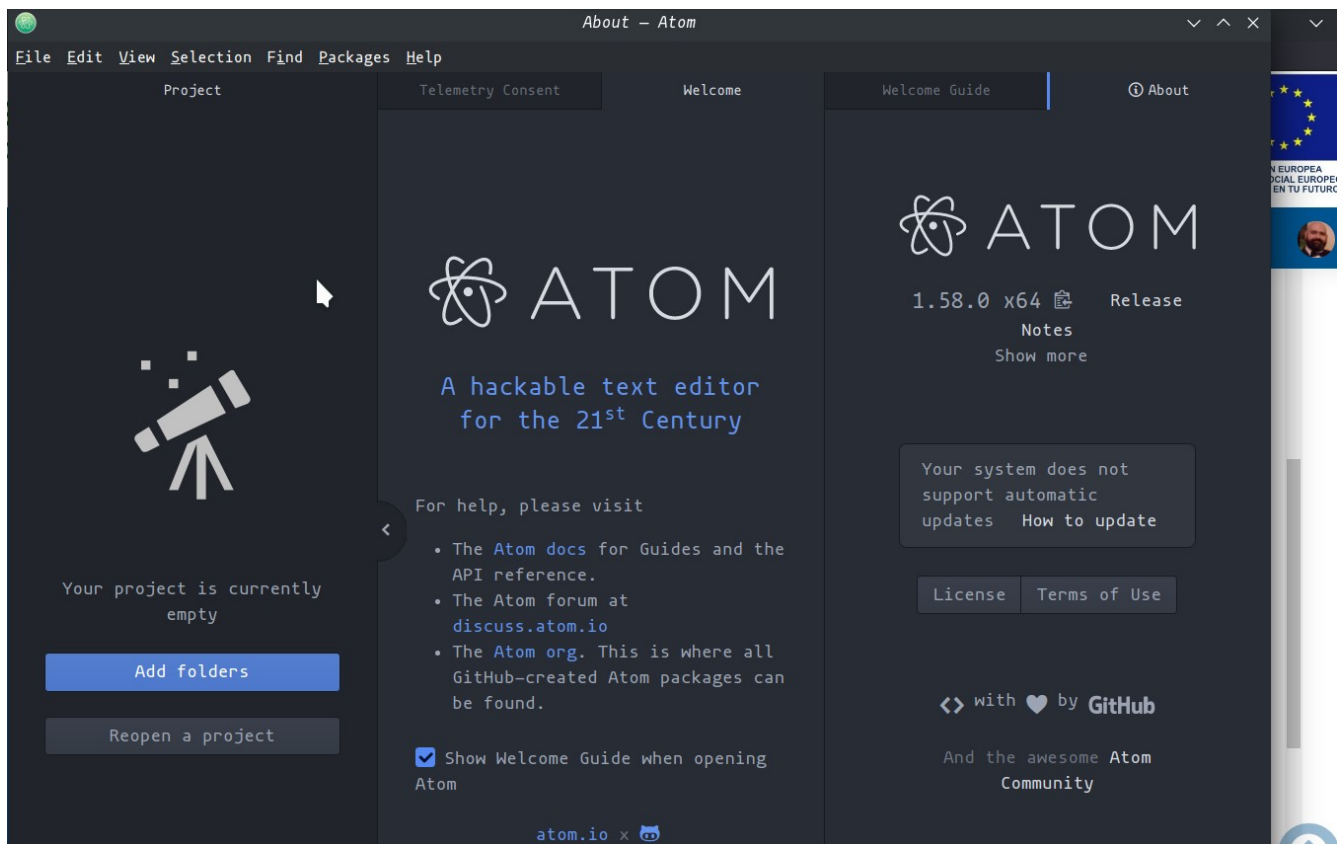 About – Atom
File Edit View Selection Find Packages Help
Project
Telemetry Consent
Welcome
Welcome Guide
About
Your project is currently
empty
Add folders
Reopen a project
ATOM
A hackable text editor
for the 21st Century
For help, please visit
• The Atom docs for Guides and the
API reference.
• The Atom forum at
discuss.atom.io
• The Atom org. This is where all
GitHub-created Atom packages can
be found.
Show Welcome Guide when opening
Atom
atom.io x
ATOM
1.58.0 x64 Release
Notes
Show more
Your system does not
support automatic
updates How to update
License Terms of Use
<> with ♥ by GitHub
And the awesome Atom
Community
N EUROPEA
OCIAL EUROPEO
EN TU FUTURO